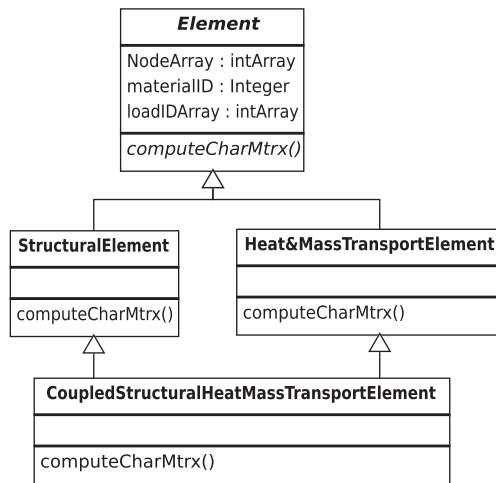 Element
NodeArray : intArray
materialID : Integer
loadIDArray : intArray
computeCharMtrx()
StructuralElement
computeCharMtrx()
Heat&MassTransportElement
computeCharMtrx()
CoupledStructuralHeatMassTransportElement
computeCharMtrx()